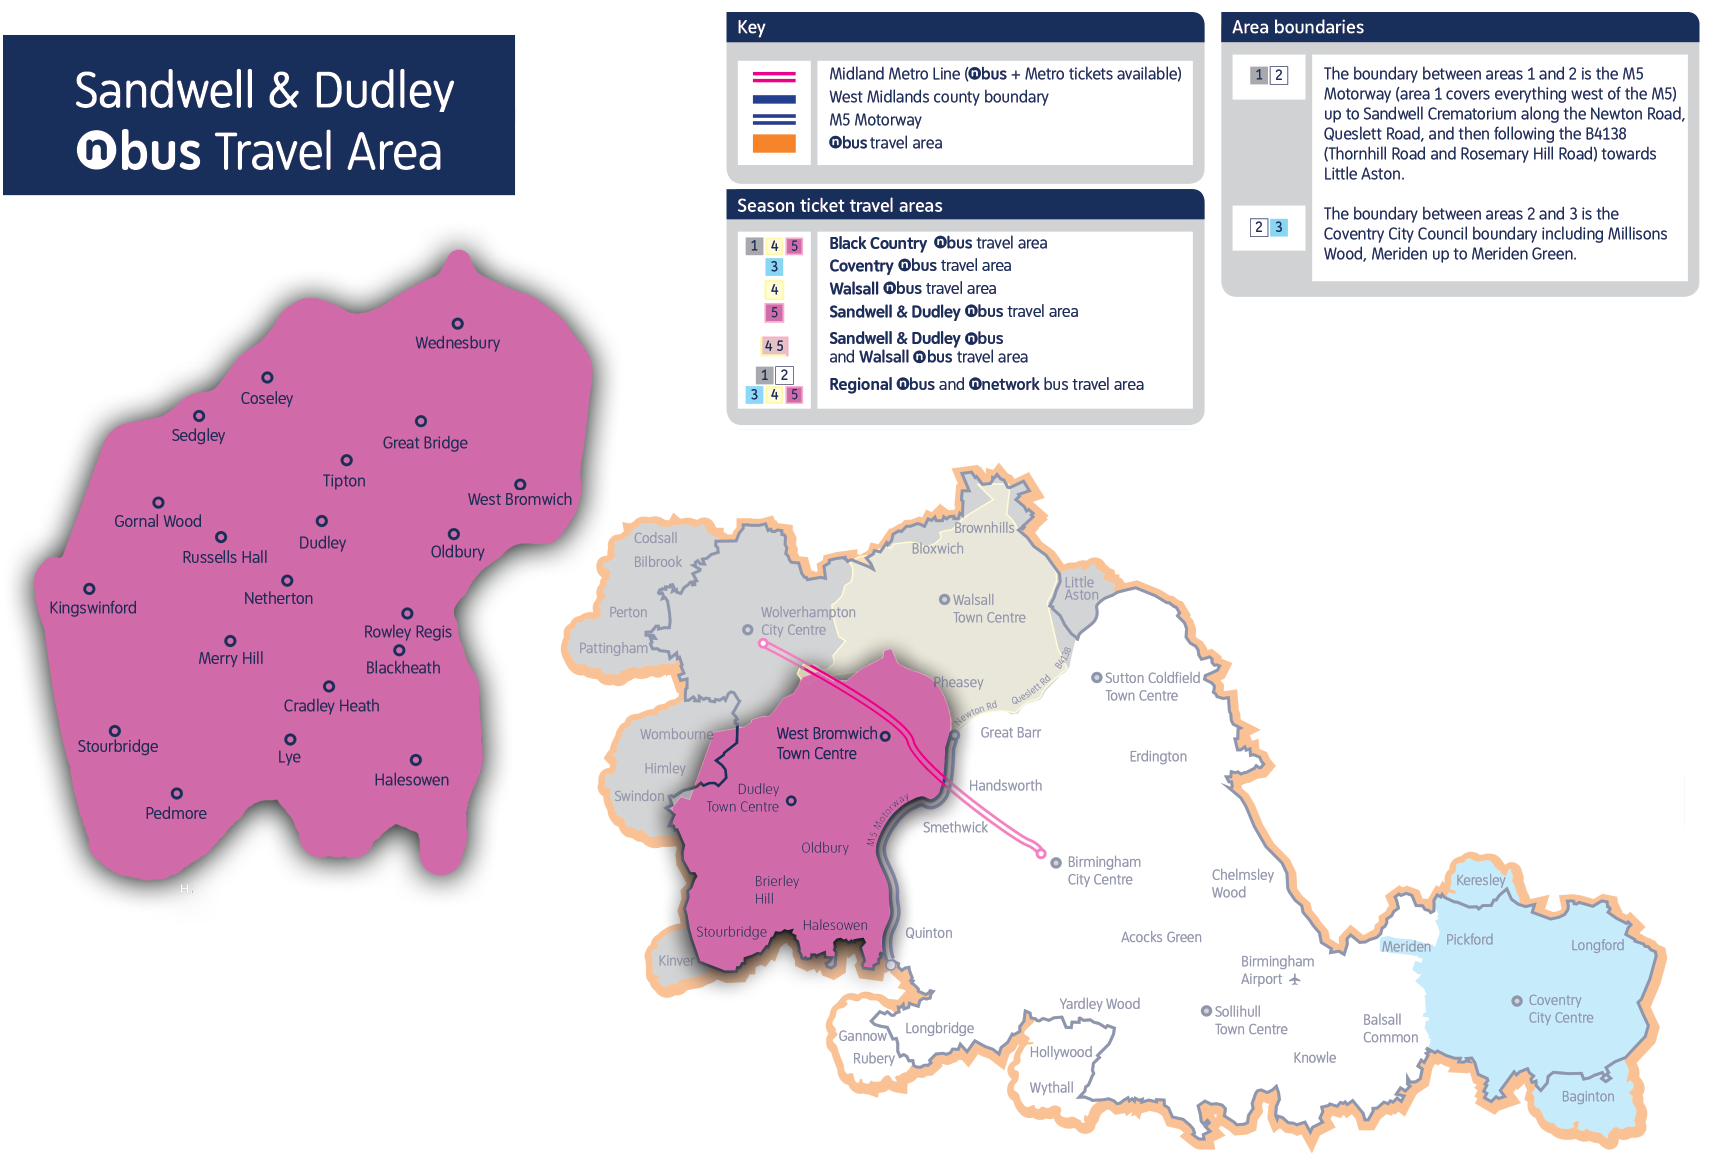 Sandwell & Dudley
nbus Travel Area
Key
Midland Metro Line (nbus + Metro tickets available)
West Midlands county boundary
M5 Motorway
nbus travel area
Season ticket travel areas
1 4 5 Black Country nbus travel area
3 Coventry nbus travel area
4 Walsall nbus travel area
5 Sandwell & Dudley nbus travel area
4 5 Sandwell & Dudley nbus
and Walsall nbus travel area
1 2
3 4 5 Regional nbus and nnetwork bus travel area
Area boundaries
1 2 The boundary between areas 1 and 2 is the M5
Motorway (area 1 covers everything west of the M5)
up to Sandwell Crematorium along the Newton Road,
Queslett Road, and then following the B4138
(Thornhill Road and Rosemary Hill Road) towards
Little Aston.
2 3 The boundary between areas 2 and 3 is the
Coventry City Council boundary including Millisons
Wood, Meriden up to Meriden Green.
Wednesbury
Coseley
Sedgley
Great Bridge
Tipton
West Bromwich
Gornal Wood
Dudley
Russells Hall
Oldbury
Netherton
Kingswinford
Rowley Regis
Merry Hill
Blackheath
Cradley Heath
Stourbridge
Lye
Halesowen
Pedmore
H.
Codsall
Bilbrook
Perton
Pattingham
Wolverhampton
City Centre
Brownhills
Bloxwich
Walsall
Town Centre
Little
Aston
B4138
Queslett Rd
Newton Rd
Pheasey
Sutton Coldfield
Town Centre
Great Barr
Erdington
Wombourne
Himley
Swindon
West Bromwich
Town Centre
Dudley
Town Centre
M5 Motorway
Handsworth
Smethwick
Oldbury
Birmingham
City Centre
Brierley
Hill
Chelmsley
Wood
Stourbridge
Halesowen
Quinton
Kinver
Acocks Green
Birmingham
Airport
Keresley
Meriden
Pickford
Longford
Yardley Wood
Sollihull
Town Centre
Coventry
City Centre
Balsall
Common
Gannow
Longbridge
Rubery
Hollywood
Wythall
Knowle
Baginton